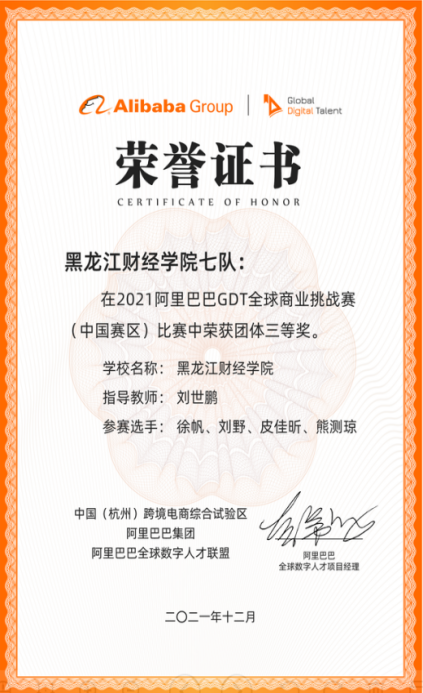 Alibaba Group
Global
Digital Talent
荣誉证书
CERTIFICATE OF HONOR
黑龙江财经学院七队：
在2021阿里巴巴GDT全球商业挑战赛
（中国赛区）比赛中荣获团体三等奖。
学校名称： 黑龙江财经学院
指导教师： 刘世鹏
参赛选手： 徐帆、刘野、皮佳昕、熊测琼
中国（杭州）跨境电商综合试验区
阿里巴巴集团
阿里巴巴全球数字人才联盟
阿里巴巴
全球数字人才项目经理
二〇二一年十二月